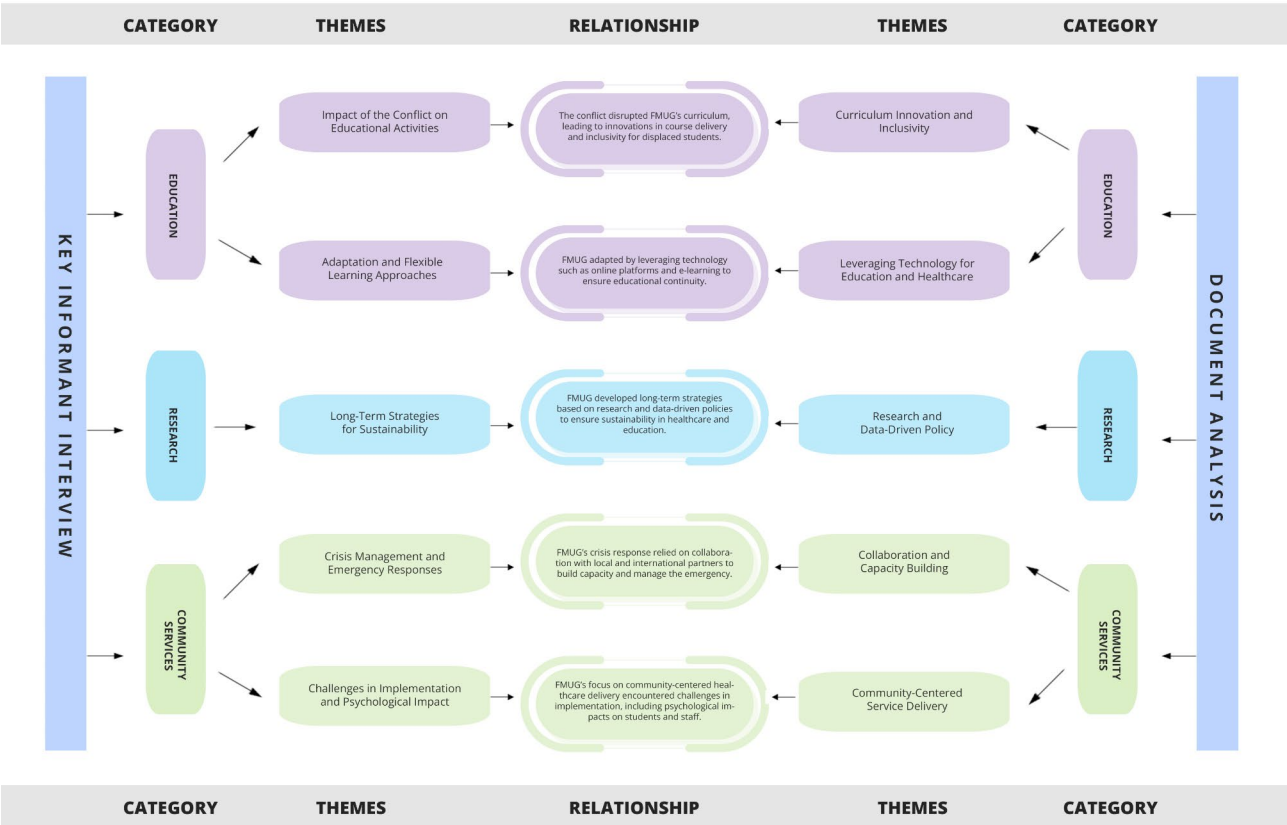 CATEGORY THEMES RELATIONSHIP THEMES CATEGORY
KEY INFORMANT INTERVIEW
EDUCATION
Impact of the Conflict on
Educational Activities
The conflict disrupted FMUG's curriculum,
leading to innovations in course delivery
and inclusivity for displaced students.
Curriculum Innovation and
Inclusivity
EDUCATION
Adaptation and Flexible
Learning Approaches
FMUG adapted by leveraging technology
such as online platforms and e-learning to
ensure educational continuity.
Leveraging Technology for
Education and Healthcare
RESEARCH
Long-Term Strategies
for Sustainability
FMUG developed long-term strategies
based on research and data-driven policies
to ensure sustainability in healthcare and
education.
Research and
Data-Driven Policy
RESEARCH
COMMUNITY
SERVICES
Crisis Management and
Emergency Responses
FMUG's crisis response relied on collabora-
tion with local and international partners to
build capacity and manage the emergency.
Collaboration and
Capacity Building
COMMUNITY
SERVICES
Challenges in Implementation
and Psychological Impact
FMUG's focus on community-centered heal-
thcare delivery encountered challenges in
implementation, including psychological im-
pacts on students and staff.
Community-Centered
Service Delivery
DOCUMENT ANALYSIS
CATEGORY THEMES RELATIONSHIP THEMES CATEGORY